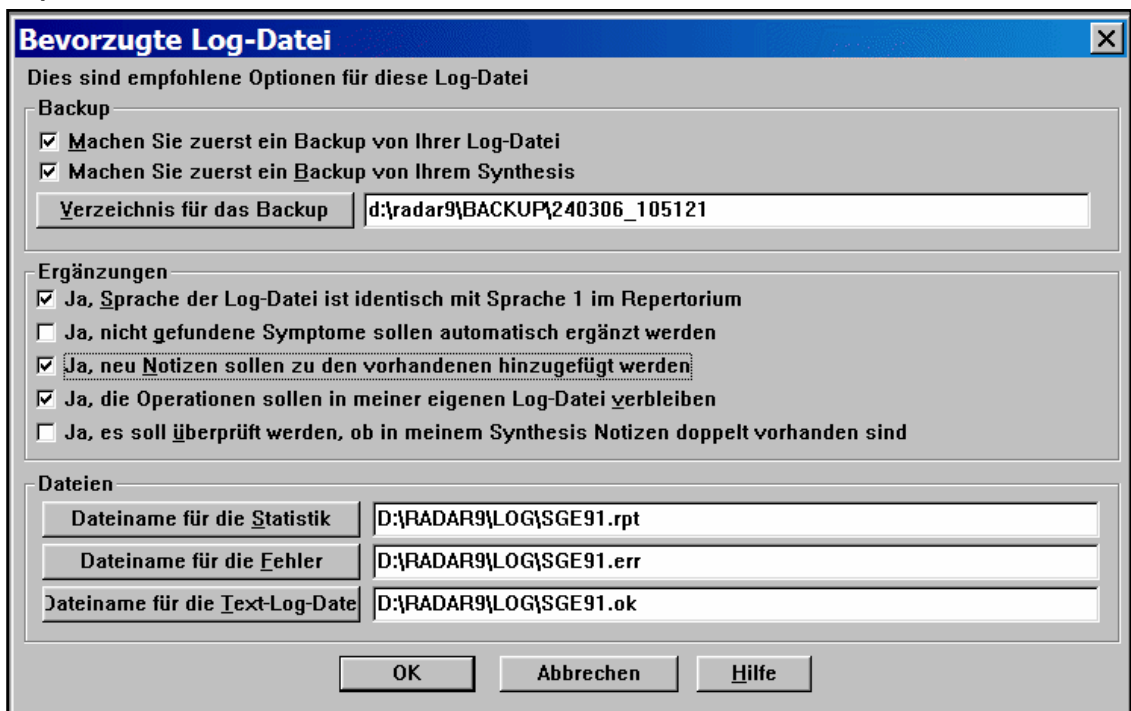 Bevorzugte Log-Datei
Dies sind empfohlene Optionen für diese Log-Datei
Backup
Machen Sie zuerst ein Backup von Ihrer Log-Datei
Machen Sie zuerst ein Backup von Ihrem Synthesis
Verzeichnis für das Backup d:\radar9\BACKUP\240306_105121
Ergänzungen
Ja, Sprache der Log-Datei ist identisch mit Sprache 1 im Repertorium
Ja, nicht gefundene Symptome sollen automatisch ergänzt werden
Ja, neu Notizen sollen zu den vorhandenen hinzugefügt werden
Ja, die Operationen sollen in meiner eigenen Log-Datei verbleiben
Ja, es soll überprüft werden, ob in meinem Synthesis Notizen doppelt vorhanden sind
Dateien
Dateiname für die Statistik D:\RADAR9\LOG\SGE91.rpt
Dateiname für die Fehler D:\RADAR9\LOG\SGE91.err
Dateiname für die Text-Log-Date D:\RADAR9\LOG\SGE91.ok
OK Abbrechen Hilfe